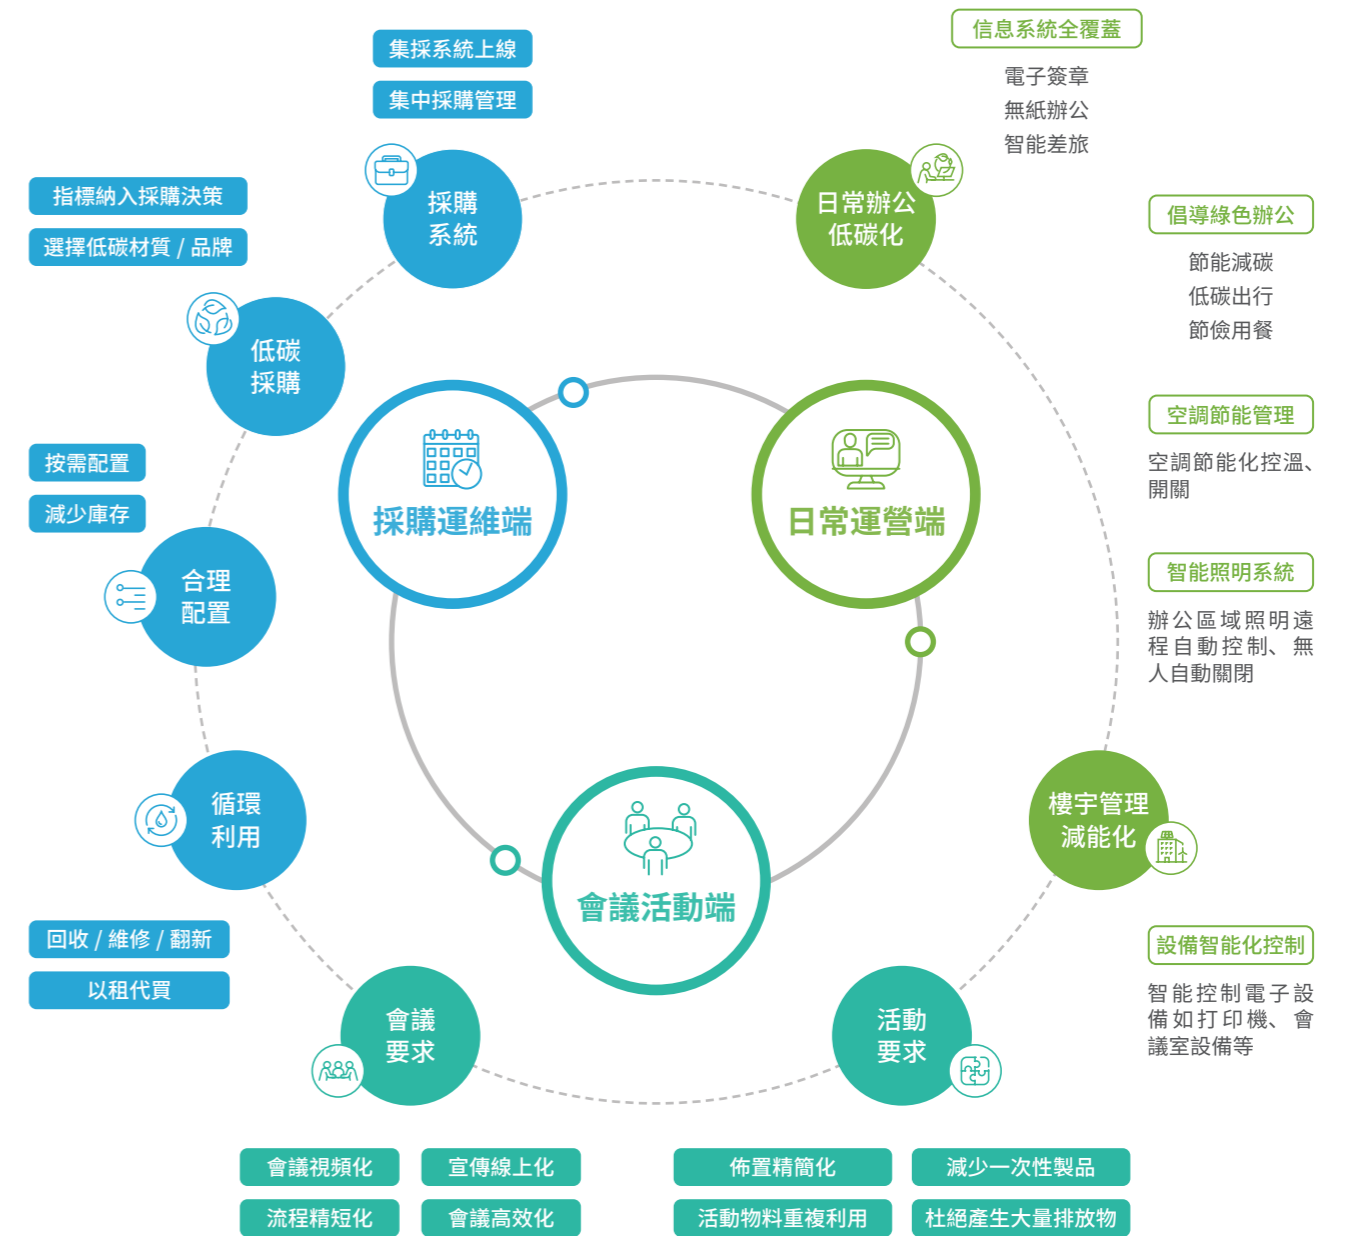 集採系統上線
集中採購管理
採購
系統
指標納入採購決策
選擇低碳材質 / 品牌
低碳
採購
按需配置
減少庫存
合理
配置
循環
利用
回收 / 維修 / 翻新
以租代買
採購運維端
日常運營端
會議活動端
信息系統全覆蓋
電子簽章
無紙辦公
智能差旅
日常辦公
低碳化
倡導綠色辦公
節能減碳
低碳出行
節儉用餐
空調節能管理
空調節能化控溫、
開關
智能照明系統
辦公區域照明遠
程自動控制、無
人自動關閉
樓宇管理
減能化
設備智能化控制
智能控制電子設
備如打印機、會
議室設備等
會議
要求
活動
要求
會議視頻化
宣傳線上化
流程精短化
會議高效化
佈置精簡化
減少一次性製品
活動物料重複利用
杜絕產生大量排放物